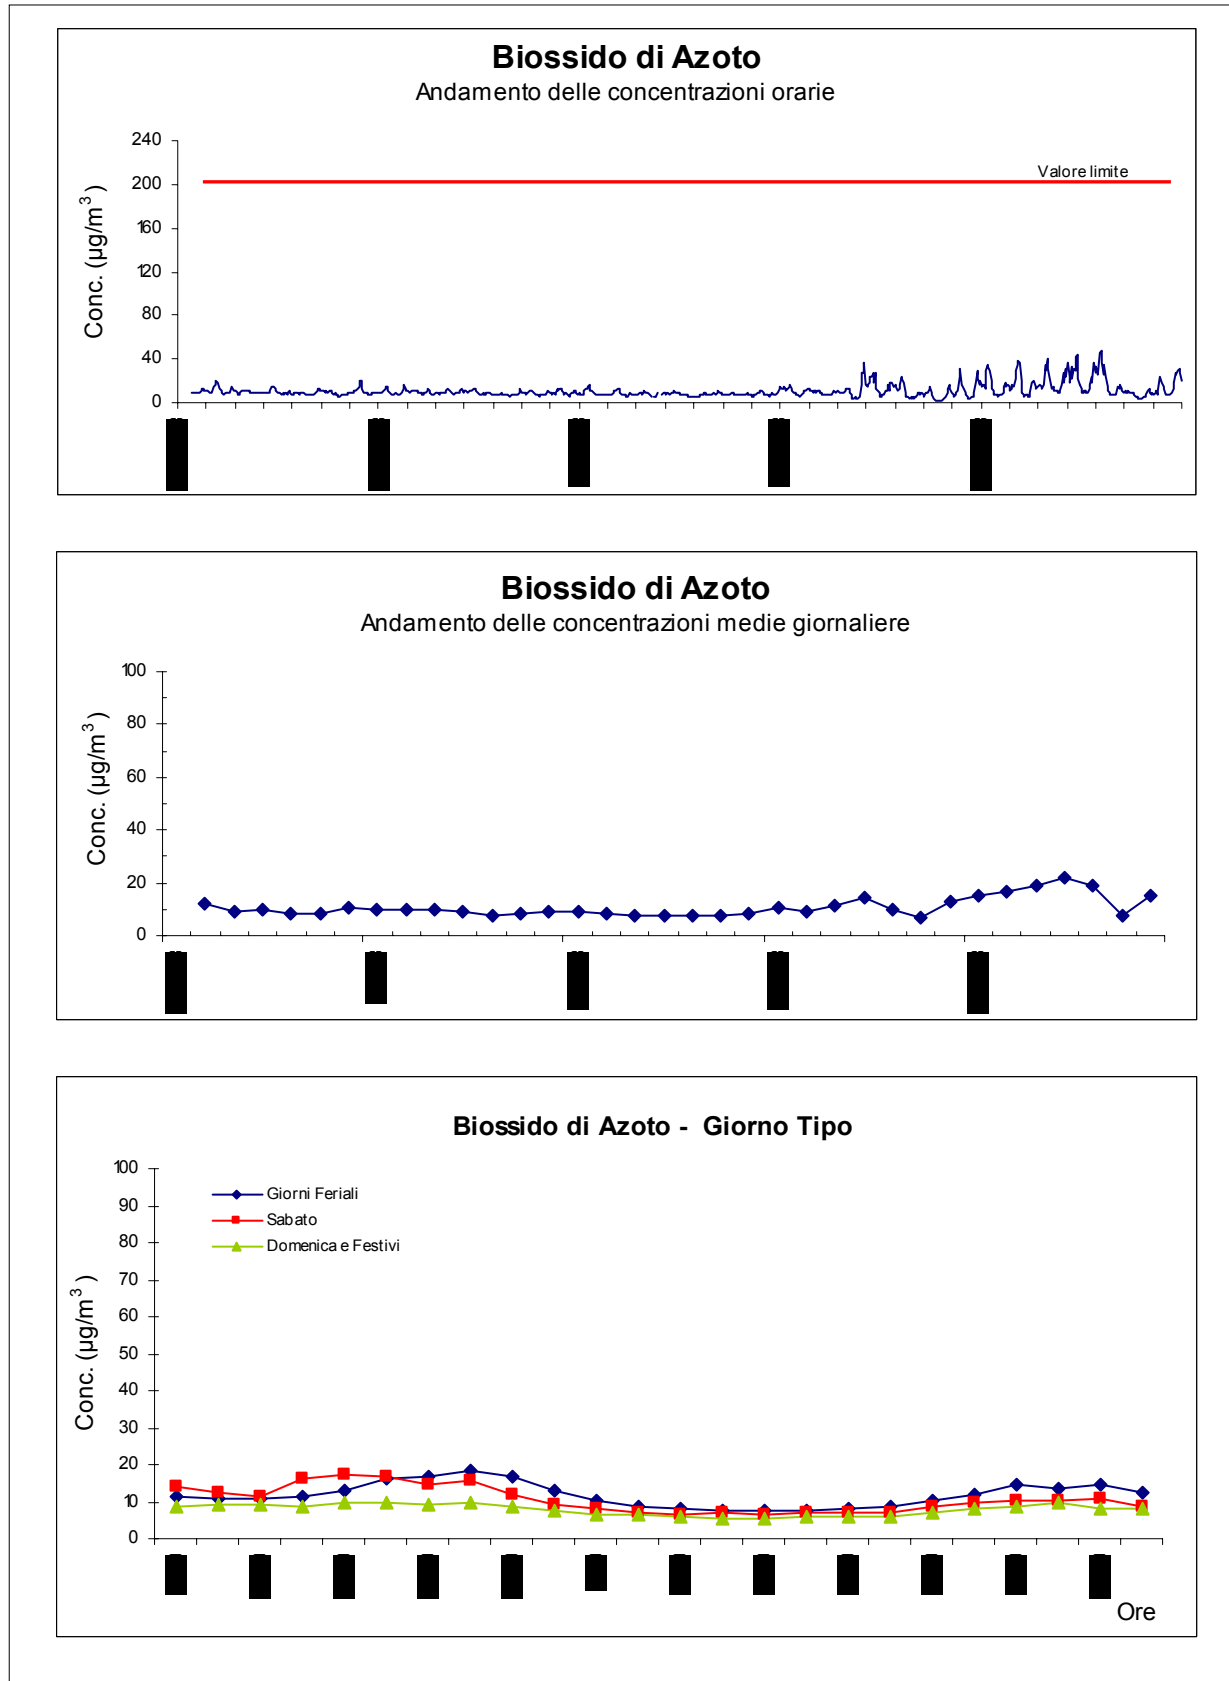 Biossido di Azoto
Andamento delle concentrazioni orarie
Conc. (µg/m³)
240
200
160
120
80
40
0
Valore limite
Biossido di Azoto
Andamento delle concentrazioni medie giornaliere
Conc. (µg/m³)
100
80
60
40
20
0
Biossido di Azoto - Giorno Tipo
Conc. (µg/m³)
100
90
80
70
60
50
40
30
20
10
0
Giorni Feriali
Sabato
Domenica e Festivi
Ore